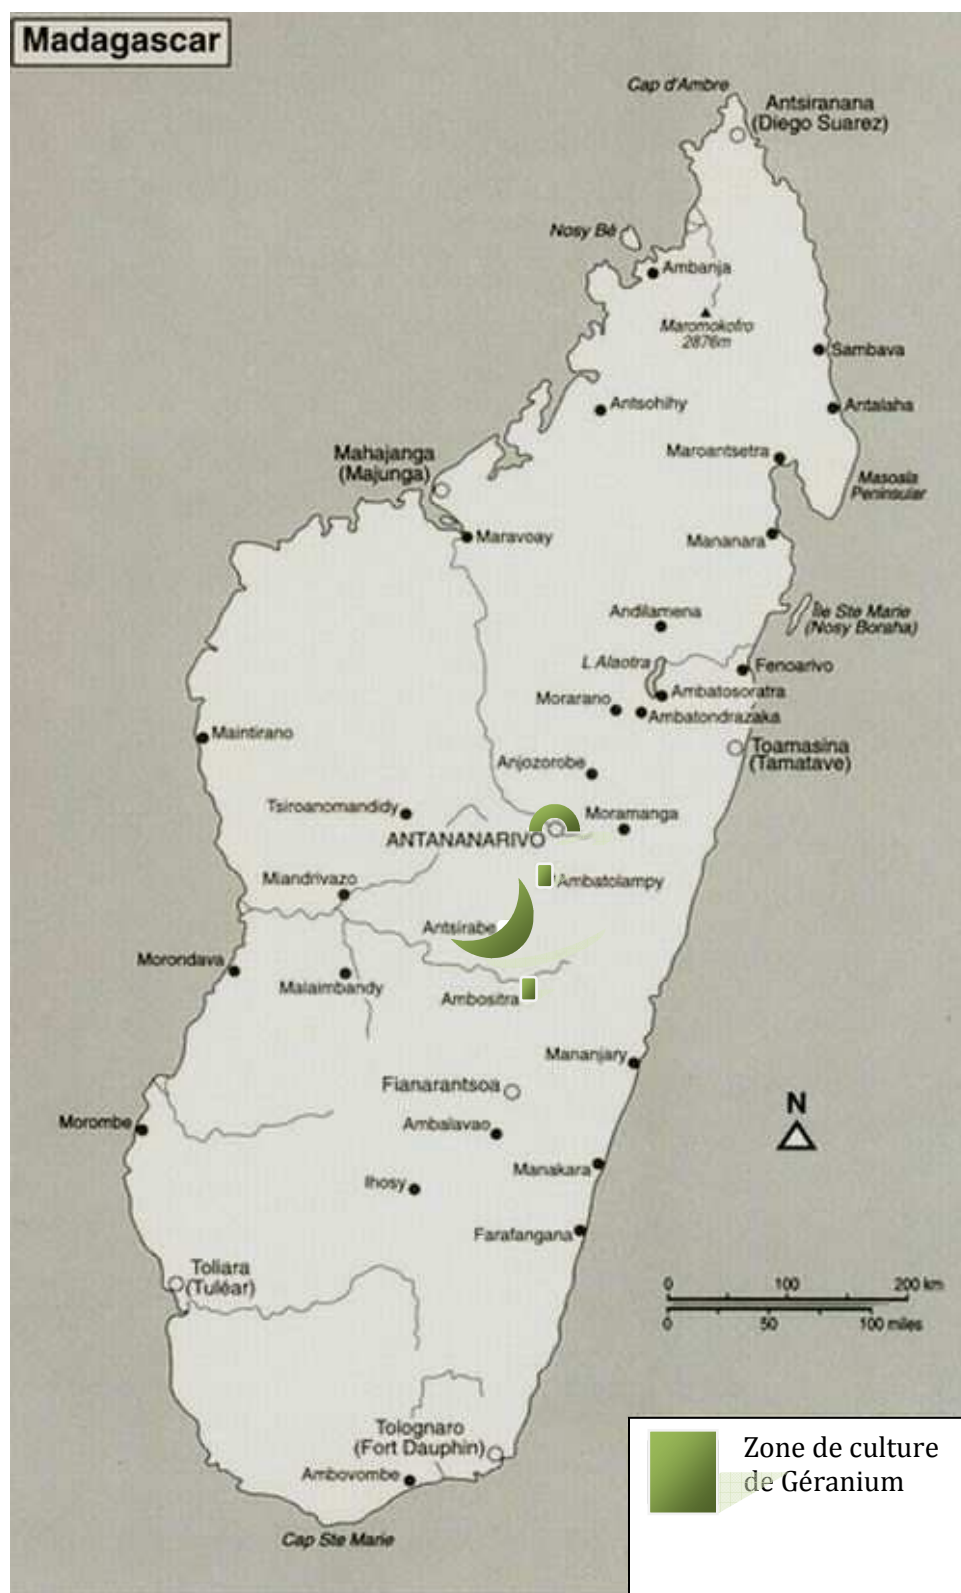 Madagascar
Cap d'Ambre
Antsiranana
(Diego Suarez)
Nosy Bé
Ambanja
Maromokotro
2876m
Sambava
Antsohihy
Antalaha
Mahajanga
(Majunga)
Maroantsetra
Masoala
Peninsular
Maravoay
Mananara
Andilamena
Île Ste Marie
(Nosy Boraha)
L Alaotra
Fenoarivo
Ambatosoratra
Morarano
Ambatondrazaka
Maintirano
Toamasina
(Tamatave)
Anjozorobe
Tsiroanomandidy
Moramanga
ANTANANARIVO
Miandrivazo
Ambatolampy
Antsirabe
Morondava
Malaimbandy
Ambositra
Mananjary
Fianarantsoa
N
Morombe
Ambalavao
Manakara
Ihosy
Farafangana
Toliara
(Tuléar)
0 100 200 km
0 50 100 miles
Tolognaro
(Fort Dauphin)
Ambovombe
Cap Ste Marie
Zone de culture
de Géranium